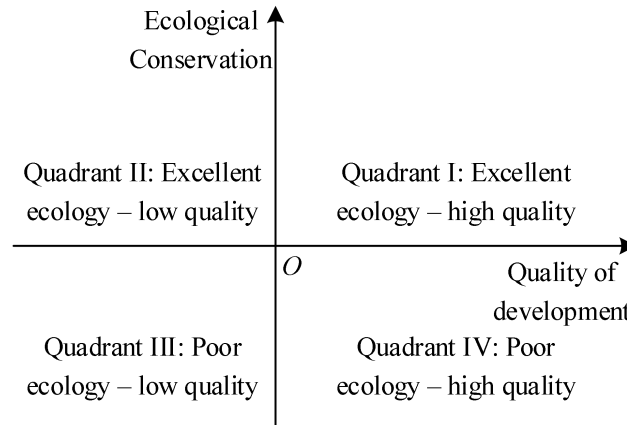 Ecological
Conservation
Quadrant II: Excellent
ecology – low quality
Quadrant I: Excellent
ecology – high quality
O
Quality of
development
Quadrant III: Poor
ecology – low quality
Quadrant IV: Poor
ecology – high quality